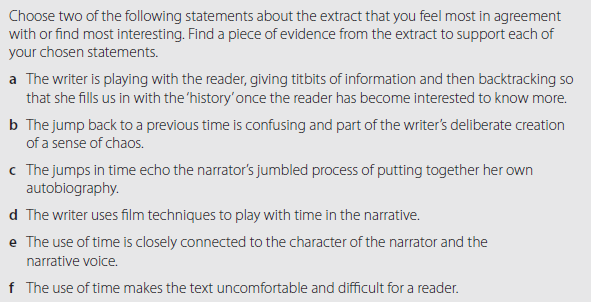 Choose two of the following statements about the extract that you feel most in agreement
with or find most interesting. Find a piece of evidence from the extract to support each of
your chosen statements.
a The writer is playing with the reader, giving titbits of information and then backtracking so
that she fills us in with the 'history' once the reader has become interested to know more.
b The jump back to a previous time is confusing and part of the writer's deliberate creation
of a sense of chaos.
c The jumps in time echo the narrator's jumbled process of putting together her own
autobiography.
d The writer uses film techniques to play with time in the narrative.
e The use of time is closely connected to the character of the narrator and the
narrative voice.
f The use of time makes the text uncomfortable and difficult for a reader.